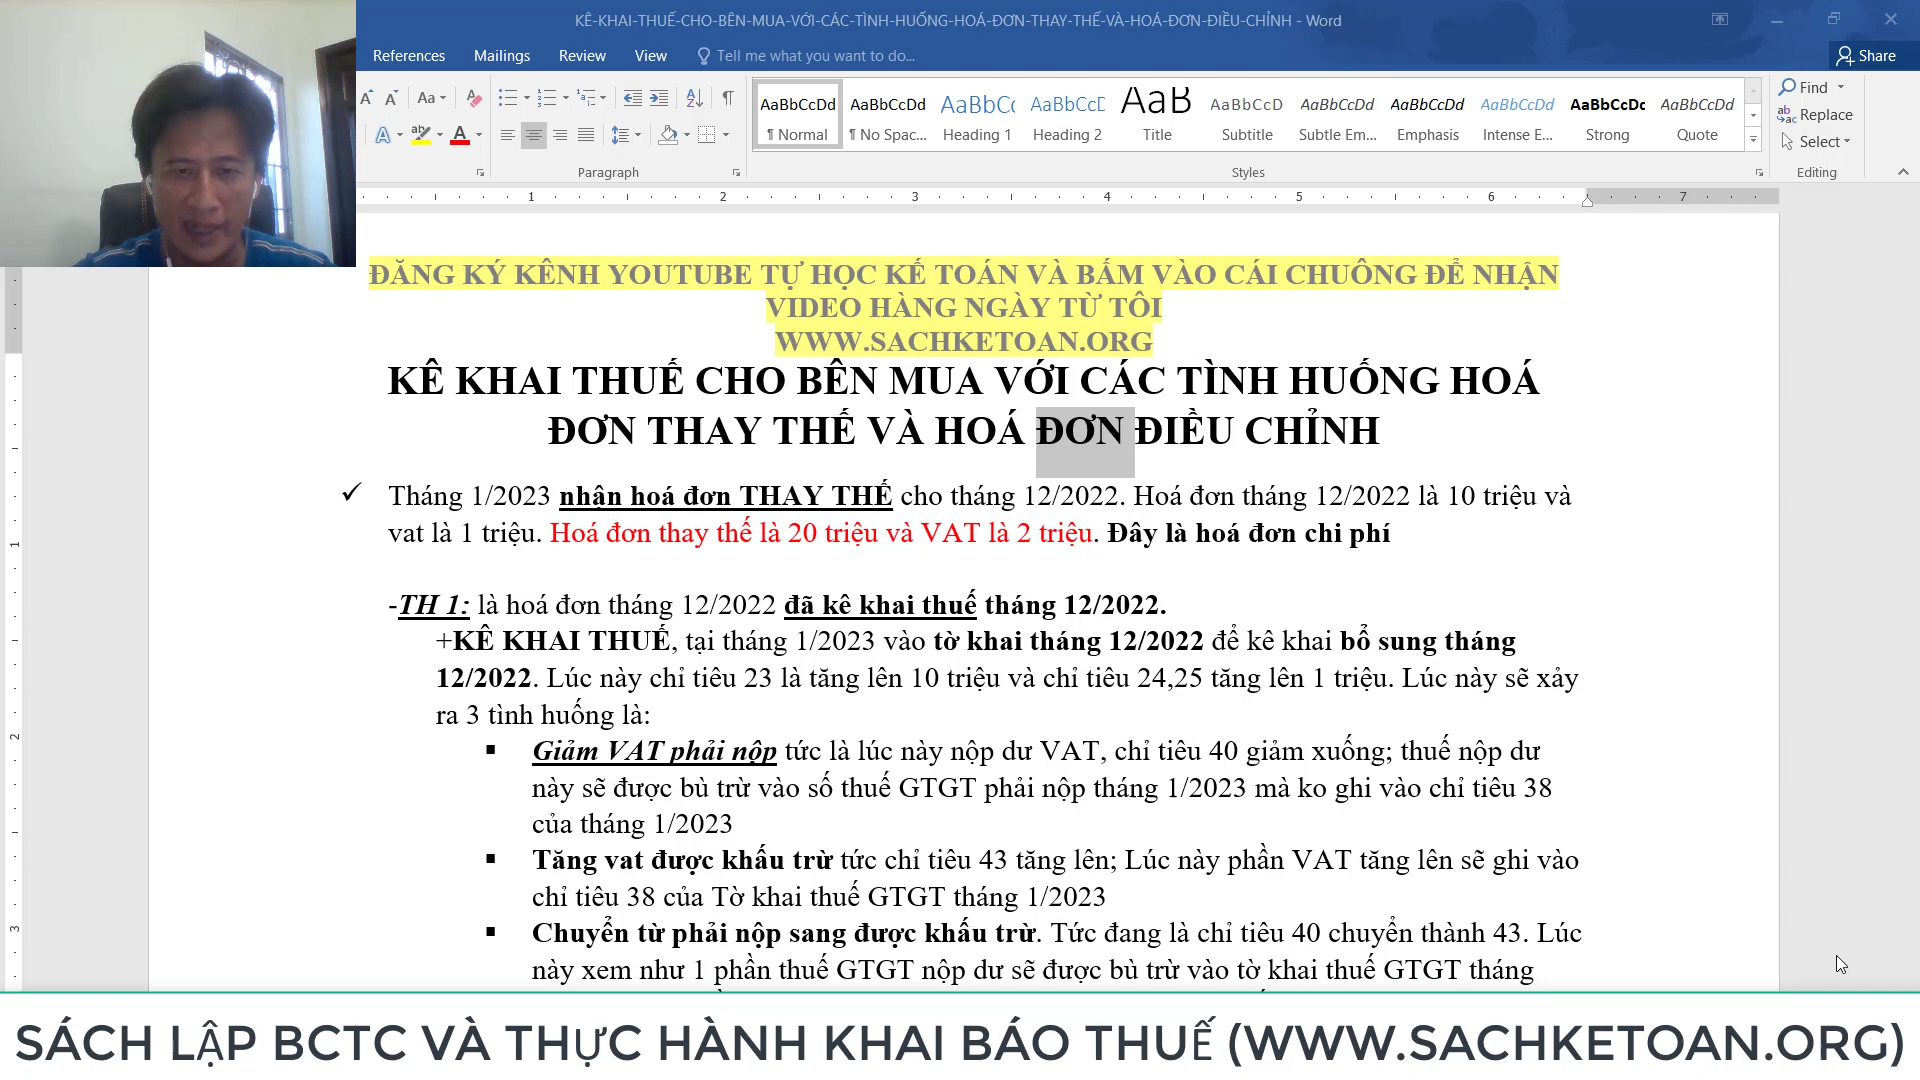 KÊ-KHAI-THUẾ-CHO-BÊN-MUA-VỚI-CÁC-TÌNH-HUỐNG-HOÁ-ĐƠN-THAY-THẾ-VÀ-HOÁ-ĐƠN-ĐIỀU-CHỈNH - Word
References Mailings Review View Tell me what you want to do... Share
Aa
AaBbCcDd AaBbCcDd AaBbCc AaBbCcD AaB AaBbCcD AaBbCcDd AaBbCcDd AaBbCcDd AaBbCcDc AaBbCcDd
¶ Normal ¶ No Spac... Heading 1 Heading 2 Title Subtitle Subtle Em... Emphasis Intense E... Strong Quote
Find
Replace
Select
Paragraph Styles Editing
1 2 3 4 5 6 7
ĐĂNG KÝ KÊNH YOUTUBE TỰ HỌC KẾ TOÁN VÀ BẤM VÀO CÁI CHUÔNG ĐỂ NHẬN
VIDEO HÀNG NGÀY TỪ TÔI
WWW.SACHKETOAN.ORG
KÊ KHAI THUẾ CHO BÊN MUA VỚI CÁC TÌNH HUỐNG HOÁ
ĐƠN THAY THẾ VÀ HOÁ ĐƠN ĐIỀU CHỈNH
✓ Tháng 1/2023 nhận hoá đơn THAY THẾ cho tháng 12/2022. Hoá đơn tháng 12/2022 là 10 triệu và
vat là 1 triệu. Hoá đơn thay thế là 20 triệu và VAT là 2 triệu. Đây là hoá đơn chi phí
-TH 1: là hoá đơn tháng 12/2022 đã kê khai thuế tháng 12/2022.
+KÊ KHAI THUẾ, tại tháng 1/2023 vào tờ khai tháng 12/2022 để kê khai bổ sung tháng
12/2022. Lúc này chỉ tiêu 23 là tăng lên 10 triệu và chỉ tiêu 24,25 tăng lên 1 triệu. Lúc này sẽ xảy
ra 3 tình huống là:
▪ Giảm VAT phải nộp tức là lúc này nộp dư VAT, chỉ tiêu 40 giảm xuống; thuế nộp dư
này sẽ được bù trừ vào số thuế GTGT phải nộp tháng 1/2023 mà ko ghi vào chỉ tiêu 38
của tháng 1/2023
▪ Tăng vat được khấu trừ tức chỉ tiêu 43 tăng lên; Lúc này phần VAT tăng lên sẽ ghi vào
chỉ tiêu 38 của Tờ khai thuế GTGT tháng 1/2023
▪ Chuyển từ phải nộp sang được khấu trừ. Tức đang là chỉ tiêu 40 chuyển thành 43. Lúc
này xem như 1 phần thuế GTGT nộp dư sẽ được bù trừ vào tờ khai thuế GTGT tháng
1
2
3
SÁCH LẬP BCTC VÀ THỰC HÀNH KHAI BÁO THUẾ (WWW.SACHKETOAN.ORG)